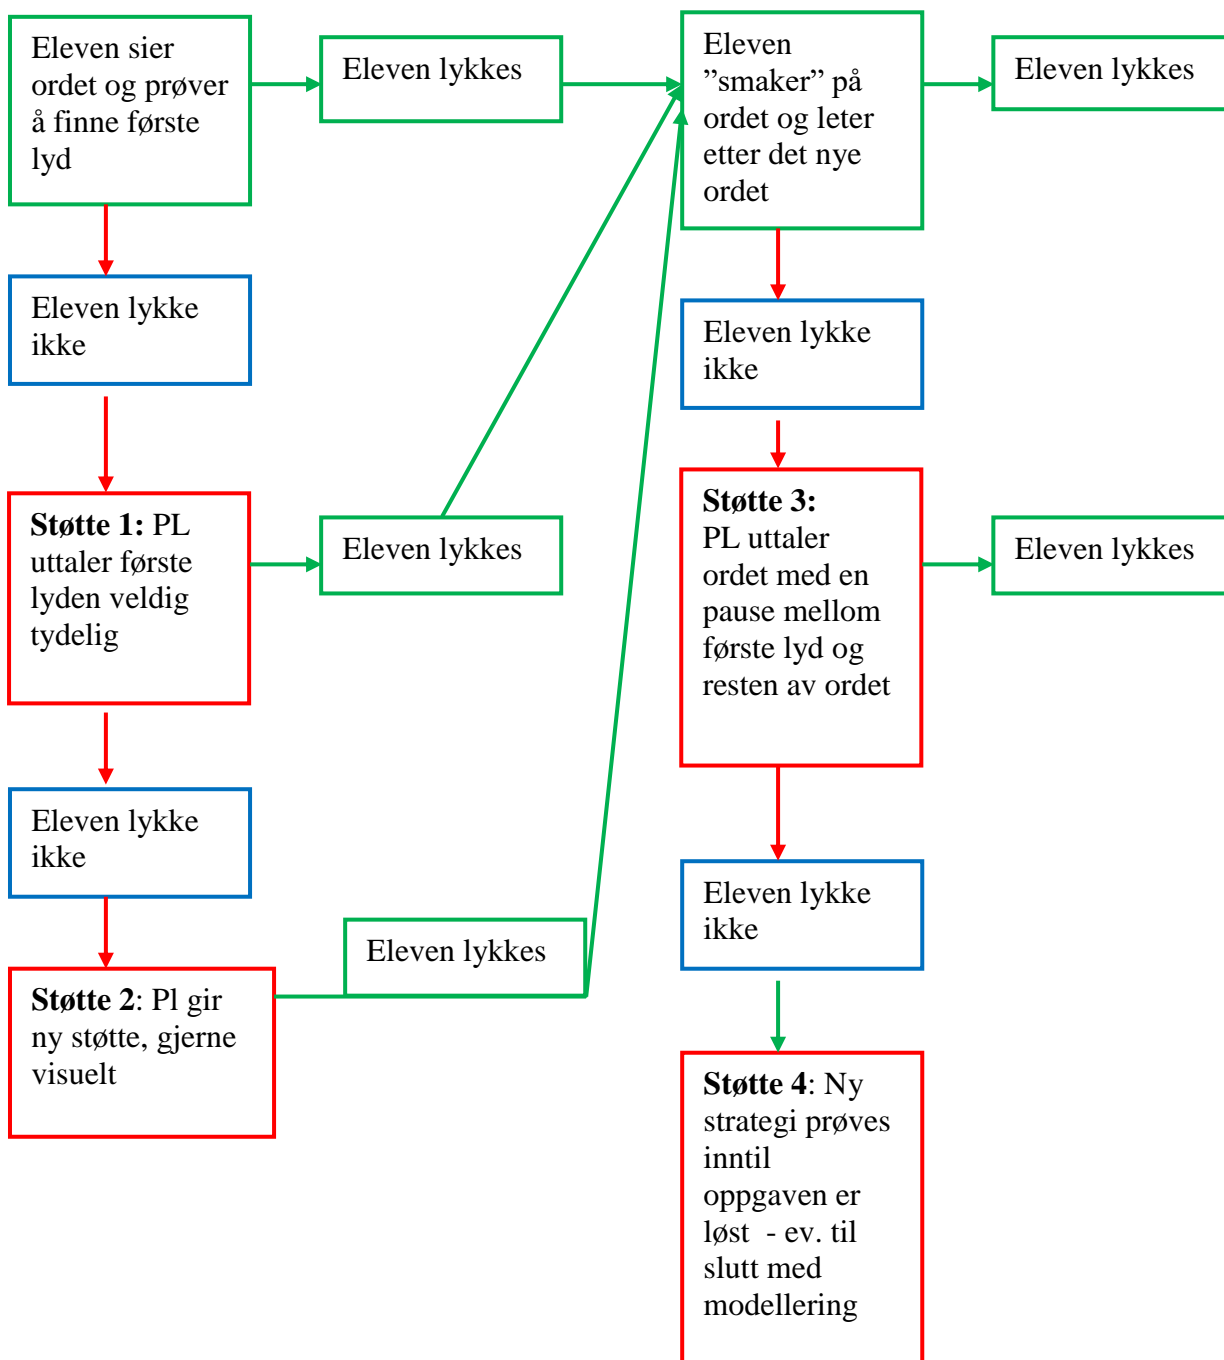 Eleven sier
ordet og prøver
å finne første
lyd
Eleven lykkes
Eleven
”smaker” på
ordet og leter
etter det nye
ordet
Eleven lykkes
Eleven lykke
ikke
Eleven lykke
ikke
Støtte 1: PL
uttaler første
lyden veldig
tydelig
Eleven lykkes
Støtte 3:
PL uttaler
ordet med en
pause mellom
første lyd og
resten av ordet
Eleven lykkes
Eleven lykke
ikke
Eleven lykke
ikke
Eleven lykkes
Støtte 2: Pl gir
ny støtte, gjerne
visuelt
Støtte 4: Ny
strategi prøves
inntil
oppgaven er
løst  - ev. til
slutt med
modellering